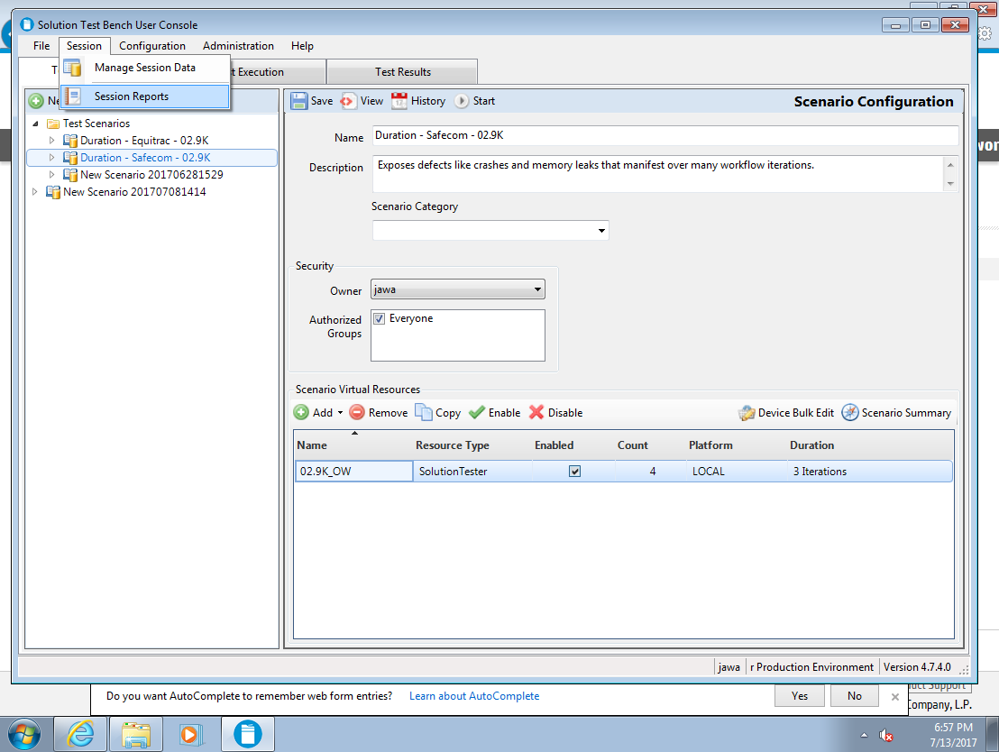 Solution Test Bench User Console
File Session Configuration Administration Help
Manage Session Data
Session Reports
t Execution
Test Results
Save View History Start
Scenario Configuration
Test Scenarios
Duration - Equitrac - 02.9K
Duration - Safecom - 02.9K
New Scenario 201706281529
New Scenario 201707081414
Name
Duration - Safecom - 02.9K
Description
Exposes defects like crashes and memory leaks that manifest over many workflow iterations.
Scenario Category
Security
Owner
jawa
Authorized
Groups
Everyone
Scenario Virtual Resources
Add Remove Copy Enable Disable Device Bulk Edit Scenario Summary
Name Resource Type Enabled Count Platform Duration
02.9K_OW SolutionTester 4 LOCAL 3 Iterations
jawa r Production Environment Version 4.7.4.0
Do you want AutoComplete to remember web form entries? Learn about AutoComplete Yes No
Support
ompany, L.P.
6:57 PM
7/13/2017